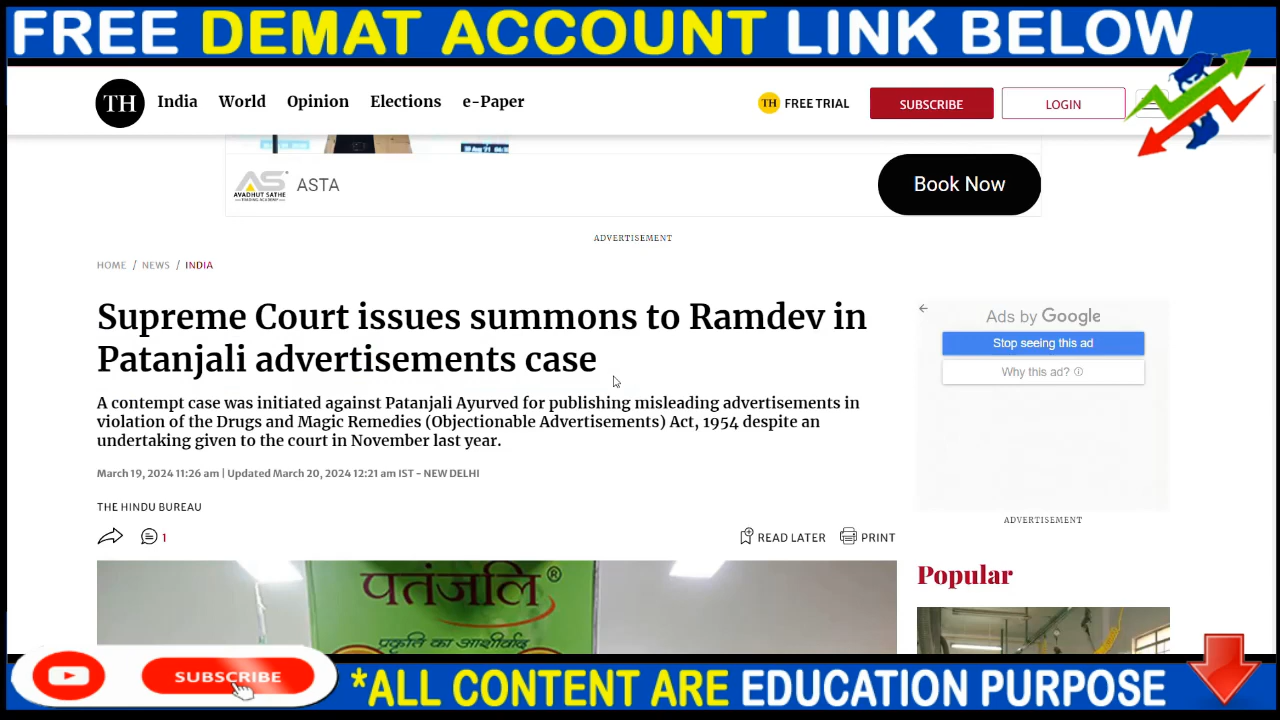 FREE DEMAT ACCOUNT LINK BELOW
TH India World Opinion Elections e-Paper TH FREE TRIAL SUBSCRIBE LOGIN
AS AVADHUT SATHE TRADING ACADEMY ASTA Book Now
ADVERTISEMENT
HOME / NEWS / INDIA
Supreme Court issues summons to Ramdev in
Patanjali advertisements case
A contempt case was initiated against Patanjali Ayurved for publishing misleading advertisements in
violation of the Drugs and Magic Remedies (Objectionable Advertisements) Act, 1954 despite an
undertaking given to the court in November last year.
March 19, 2024 11:26 am | Updated March 20, 2024 12:21 am IST - NEW DELHI
THE HINDU BUREAU
1
READ LATER PRINT
Ads by Google
Stop seeing this ad
Why this ad?
ADVERTISEMENT
Popular
पतंजलि®
प्रकृति का आशीर्वाद
SUBSCRIBE
*ALL CONTENT ARE EDUCATION PURPOSE